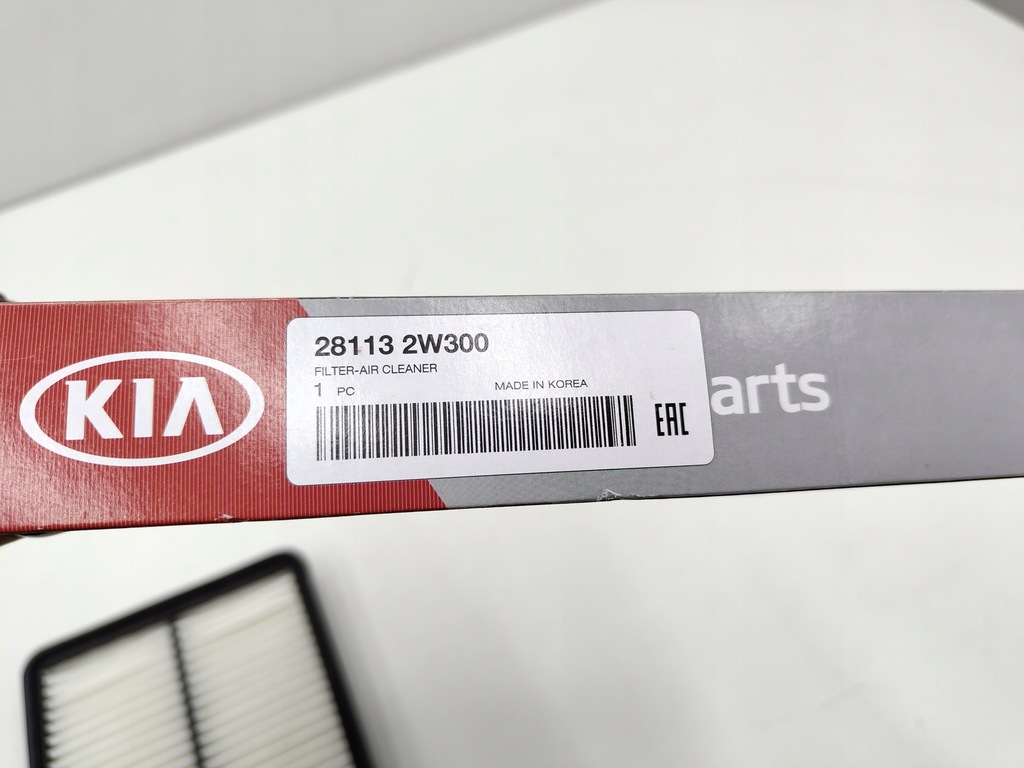 KIA
28113 2W300
FILTER-AIR CLEANER
1 PC MADE IN KOREA
EAC
arts